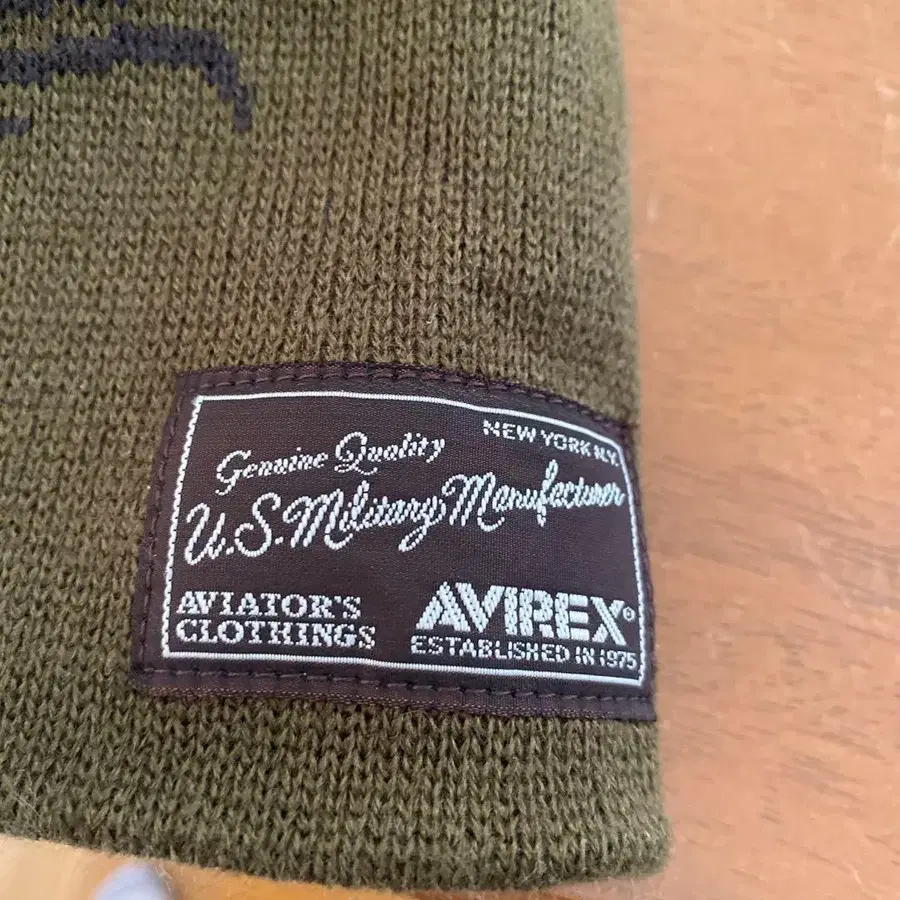 NEW YORK N.Y.
Genuine Quality
U.S. Military Manufacturer
AVIATOR'S
CLOTHINGS
AVIREX®
ESTABLISHED IN 1975